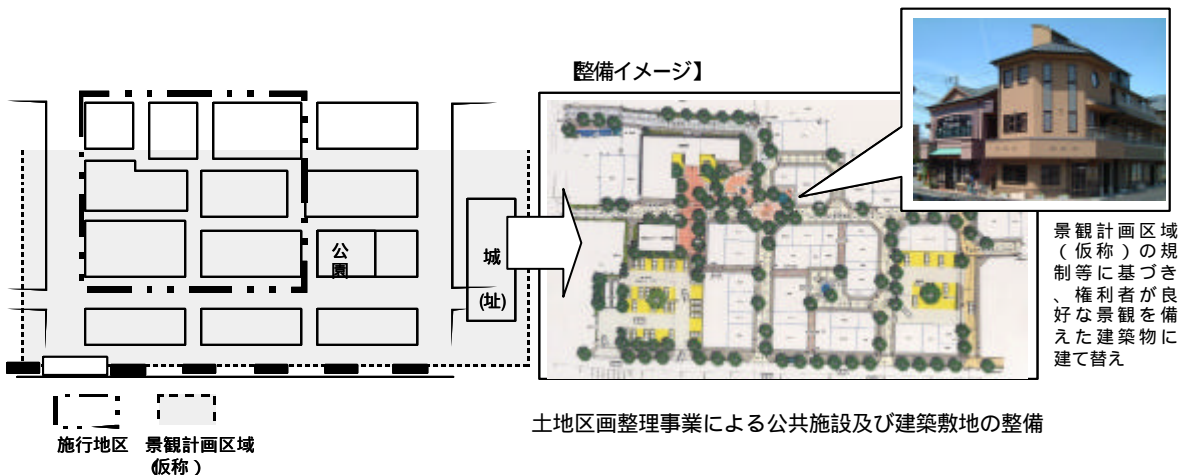 【整備イメージ】
公
園
城
(址)
景観計画区域
(仮称)の規
制等に基づき
、権利者が良
好な景観を備
えた建築物に
建て替え
施行地区
景観計画区域
(仮称)
土地区画整理事業による公共施設及び建築敷地の整備